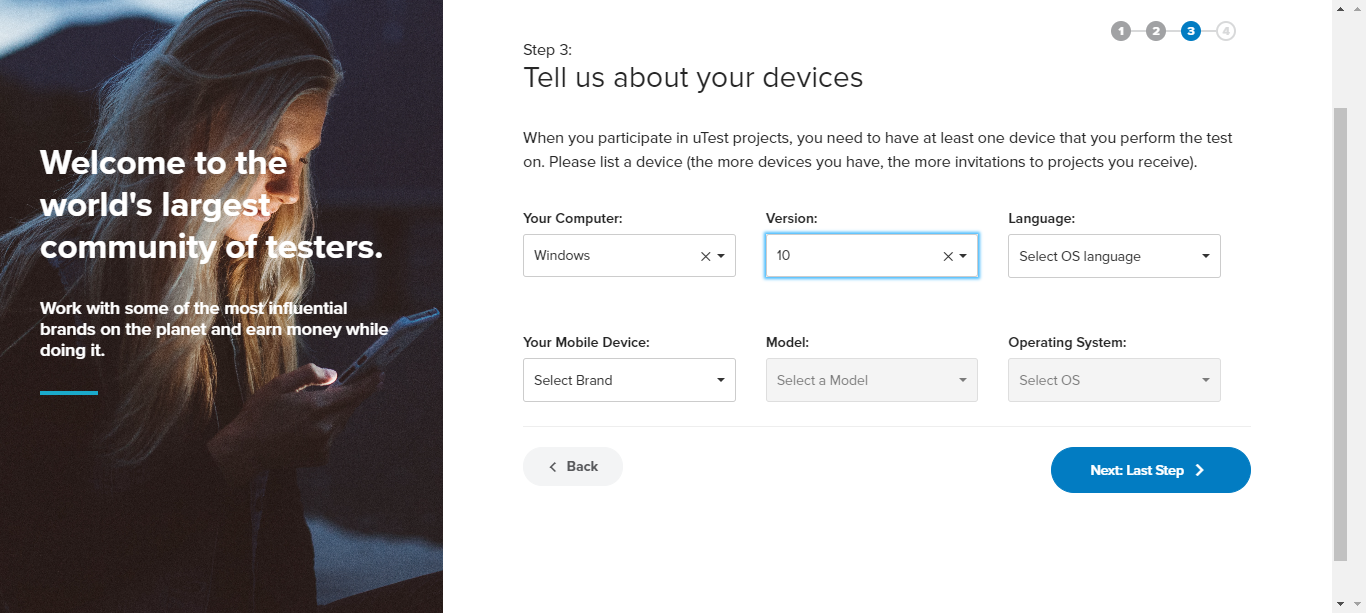 Welcome to the
world's largest
community of testers.
Work with some of the most influential
brands on the planet and earn money while
doing it.
1 2 3 4
Step 3:
Tell us about your devices
When you participate in uTest projects, you need to have at least one device that you perform the test
on. Please list a device (the more devices you have, the more invitations to projects you receive).
Your Computer: Version: Language:
Windows 10 Select OS language
Your Mobile Device: Model: Operating System:
Select Brand Select a Model Select OS
Back Next: Last Step